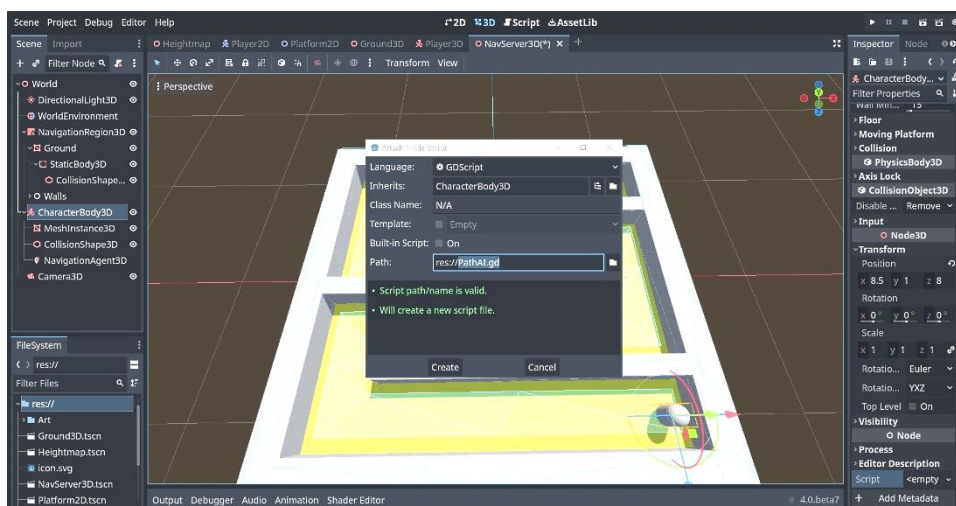 Scene Project Debug Editor Help
2D 3D Script AssetLib
Scene Import
Heightmap Player2D Platform2D Ground3D Player3D NavServer3D(*)
Inspector Node
Filter Node
Transform View
World
DirectionalLight3D
WorldEnvironment
NavigationRegion3D
Ground
StaticBody3D
CollisionShape...
Walls
CharacterBody3D
MeshInstance3D
CollisionShape3D
NavigationAgent3D
Camera3D
FileSystem
res://
Filter Files
res://
Art
Ground3D.tscn
Heightmap.tscn
icon.svg
NavServer3D.tscn
Platform2D.tscn
Perspective
Attach Node Script
Language: GDScript
Inherits: CharacterBody3D
Class Name: N/A
Template: Empty
Built-in Script: On
Path: res://PathAI.gd
• Script path/name is valid.
• Will create a new script file.
Create Cancel
Output Debugger Audio Animation Shader Editor
4.0.beta7
CharacterBody...
Filter Properties
Wall Min... 15
Floor
Moving Platform
Collision
PhysicsBody3D
Axis Lock
CollisionObject3D
Disable ... Remove
Input
Node3D
Transform
Position
x 8.5 y 1 z 8
Rotation
x 0° y 0° z 0°
Scale
x 1 y 1 z 1
Rotatio... Euler
Rotatio... YXZ
Top Level On
Visibility
Node
Process
Editor Description
Script <empty
Add Metadata